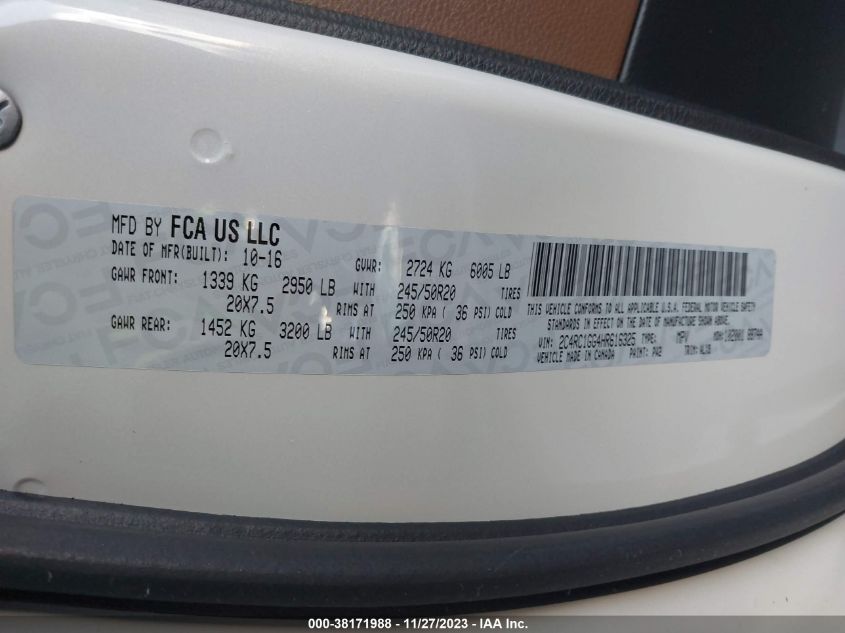 MFD BY FCA US LLC
DATE OF MFR(BUILT): 10-16 GVWR: 2724 KG 6005 LB
GAWR FRONT: 1339 KG 2950 LB WITH 245/50R20 TIRES
20X7.5 RIMS AT 250 KPA ( 36 PSI) COLD
GAWR REAR: 1452 KG 3200 LB WITH 245/50R20 TIRES
20X7.5 RIMS AT 250 KPA ( 36 PSI) COLD
THIS VEHICLE CONFORMS TO ALL APPLICABLE U.S.A. FEDERAL MOTOR VEHICLE SAFETY
STANDARDS IN EFFECT ON THE DATE OF MANUFACTURE SHOWN ABOVE.
VIN: 2C4RC1GG4HR616325 TYPE: MPV MDH:
VEHICLE MADE IN CANADA PAINT: PW2 TRIM:
000-38171988 - 11/27/2023 - © IAA Inc.